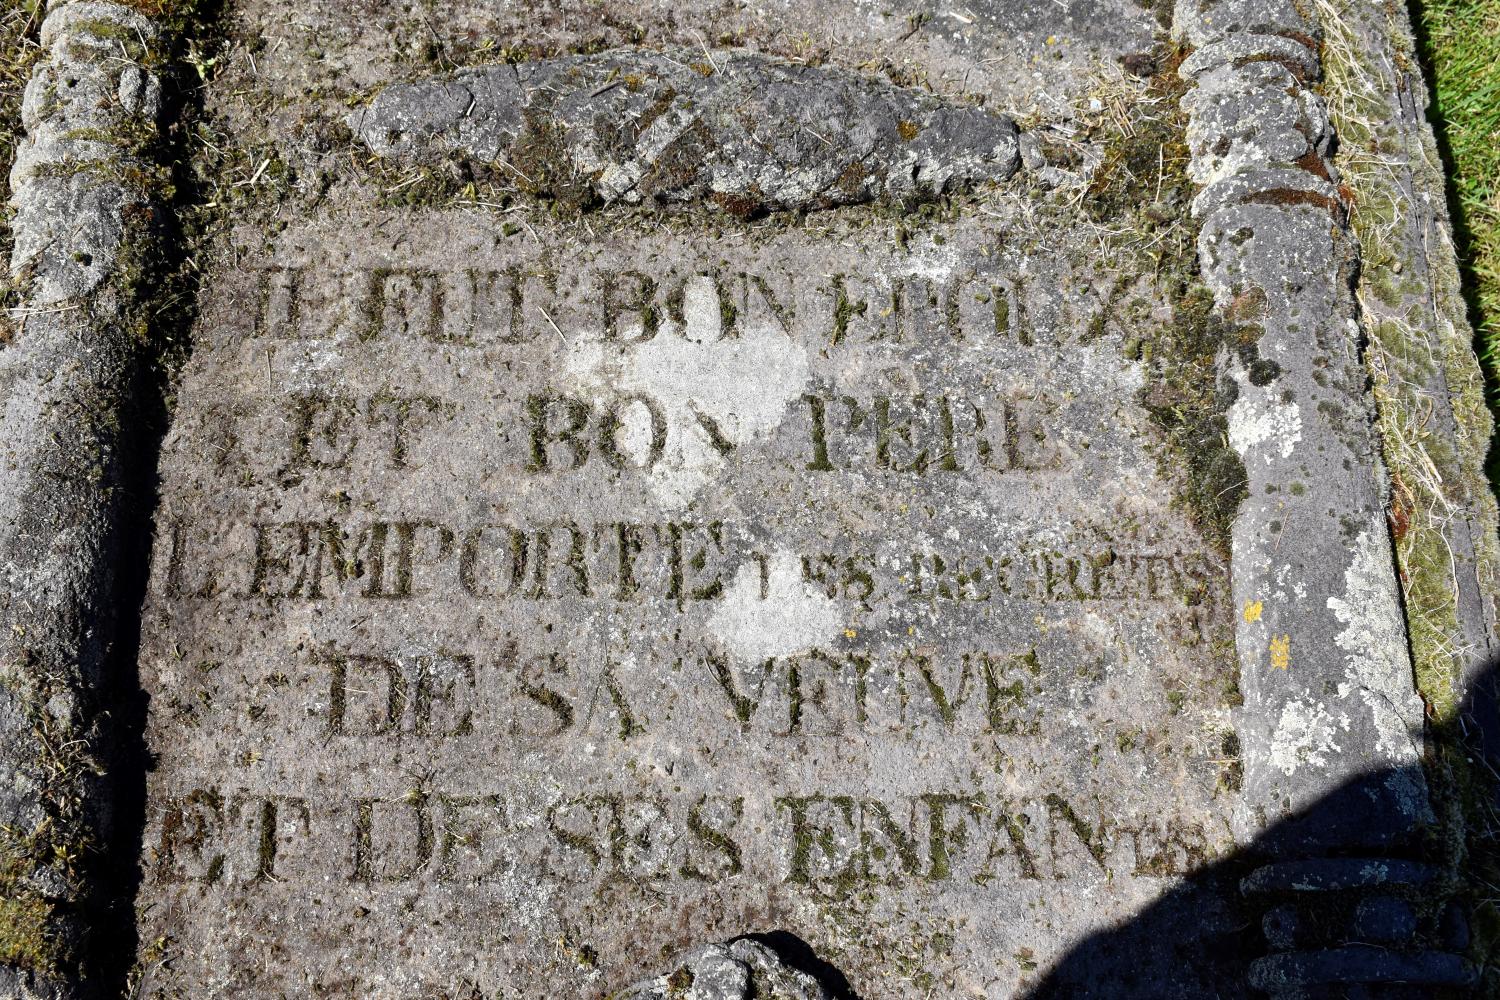 IL FUT BON EPOUX
ET BON PERE
L'EMPORTE LES REGRETS
DE SA VEUVE
ET DE SES ENFANTS